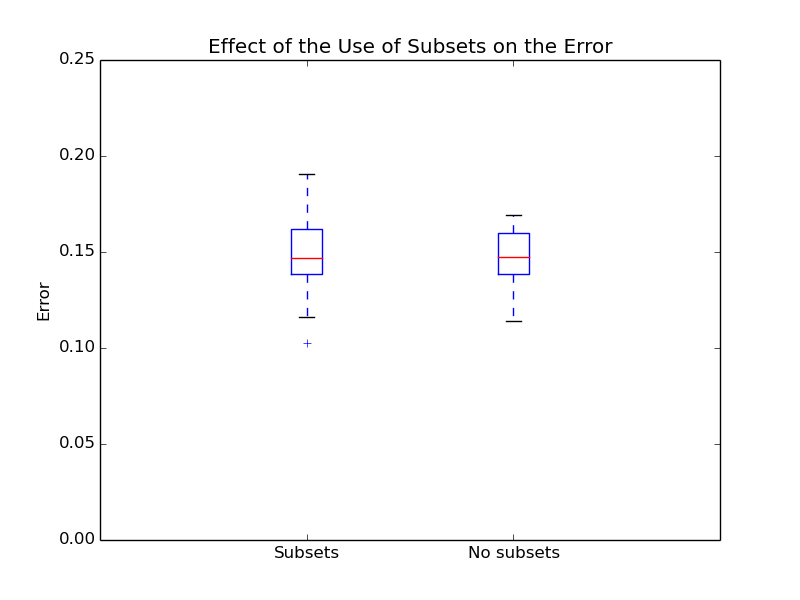 Effect of the Use of Subsets on the Error
0.25
0.20
0.15
0.10
0.05
0.00
Error
Subsets No subsets